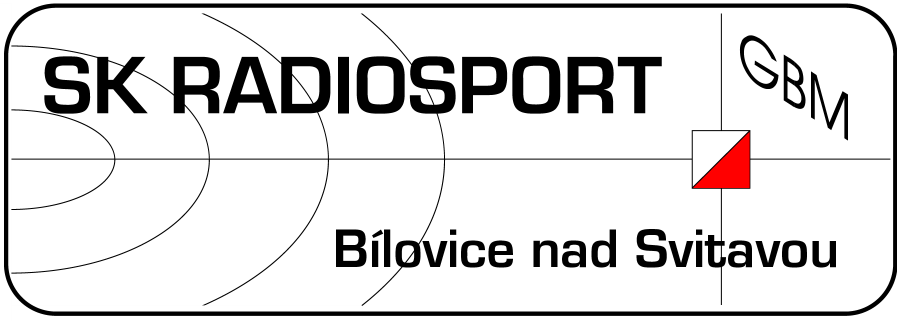 SK RADIOSPORT
GBM
Bílovice nad Svitavou